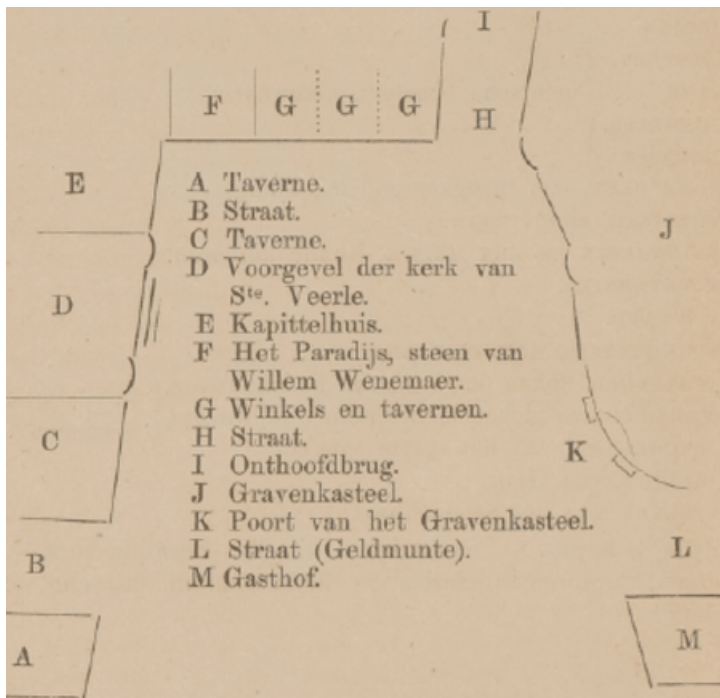 I
F G G G
H
E
J
D
C
K
B
L
A
M
A Taverne.
B Straat.
C Taverne.
D Voorgevel der kerk van
Ste. Veerle.
E Kapittelhuis.
F Het Paradijs, steen van
Willem Wenemaer.
G Winkels en tavernen.
H Straat.
I Onthoofdbrug.
J Gravenkasteel.
K Poort van het Gravenkasteel.
L Straat (Geldmunte).
M Gasthof.